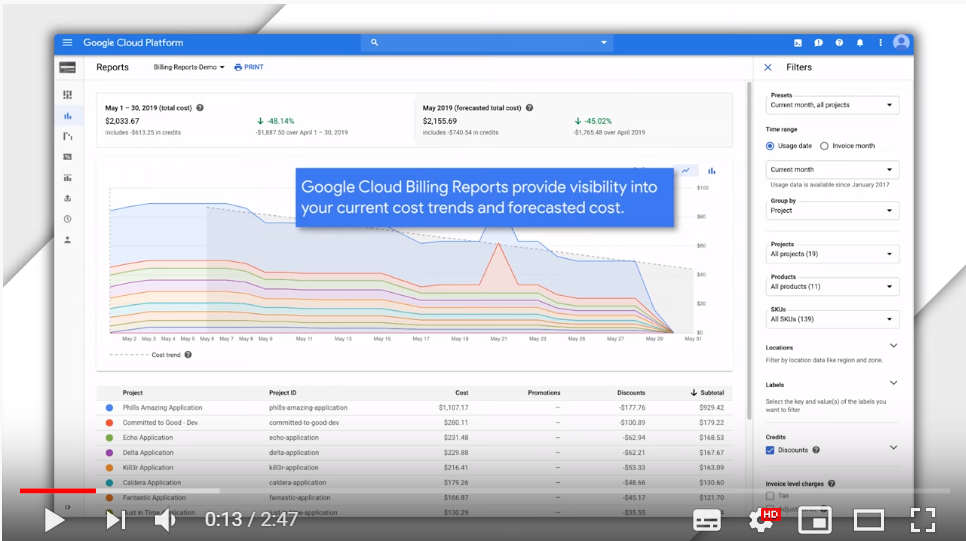 Google Cloud Platform
Reports
Billing-Reports-Demo
PRINT
Filters
May 1 – 30, 2019 (total cost)
$2,033.67
includes -$613.25 in credits
-48.14%
-$1,887.50 over April 1 – 30, 2019
May 2019 (forecasted total cost)
$2,155.69
includes -$740.54 in credits
-45.02%
-$1,765.48 over April 2019
Google Cloud Billing Reports provide visibility into
your current cost trends and forecasted cost.
$100
$80
$60
$40
$20
$0
May 2 May 3 May 4 May 5 May 6 May 7 May 8 May 9 May 11 May 13 May 15 May 17 May 19 May 21 May 23 May 25 May 27 May 29 May 31
Cost trend
Project Project ID Cost Promotions Discounts Subtotal
Phills Amazing Application phills-amazing-application $1,107.17 – -$177.76 $929.42
Committed to Good - Dev committed-to-good-dev $280.11 – -$100.89 $179.22
Echo Application echo-application $231.48 – -$62.94 $168.53
Delta Application delta-application $229.88 – -$62.21 $167.67
Kill3r Application kill3r-application $216.41 – -$53.33 $163.09
Caldera Application caldera-application $179.26 – -$48.66 $130.60
Fantastic Application fantastic-application $166.87 – -$45.17 $121.70
Just in Time Application $130.29 – -$35.55
Presets
Current month, all projects
Time range
Usage date Invoice month
Current month
Usage data is available since January 2017
Group by
Project
Projects
All projects (19)
Products
All products (11)
SKUs
All SKUs (139)
Locations
Filter by location data like region and zone.
Labels
Select the key and value(s) of the labels you
want to filter
Credits
Discounts
Invoice level charges
Tax
0:13 / 2:47
HD